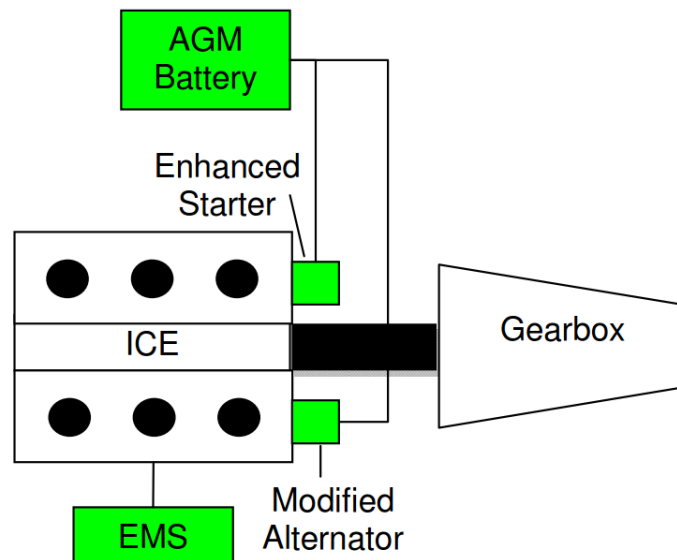 AGM
Battery
Enhanced
Starter
ICE
Gearbox
Modified
Alternator
EMS